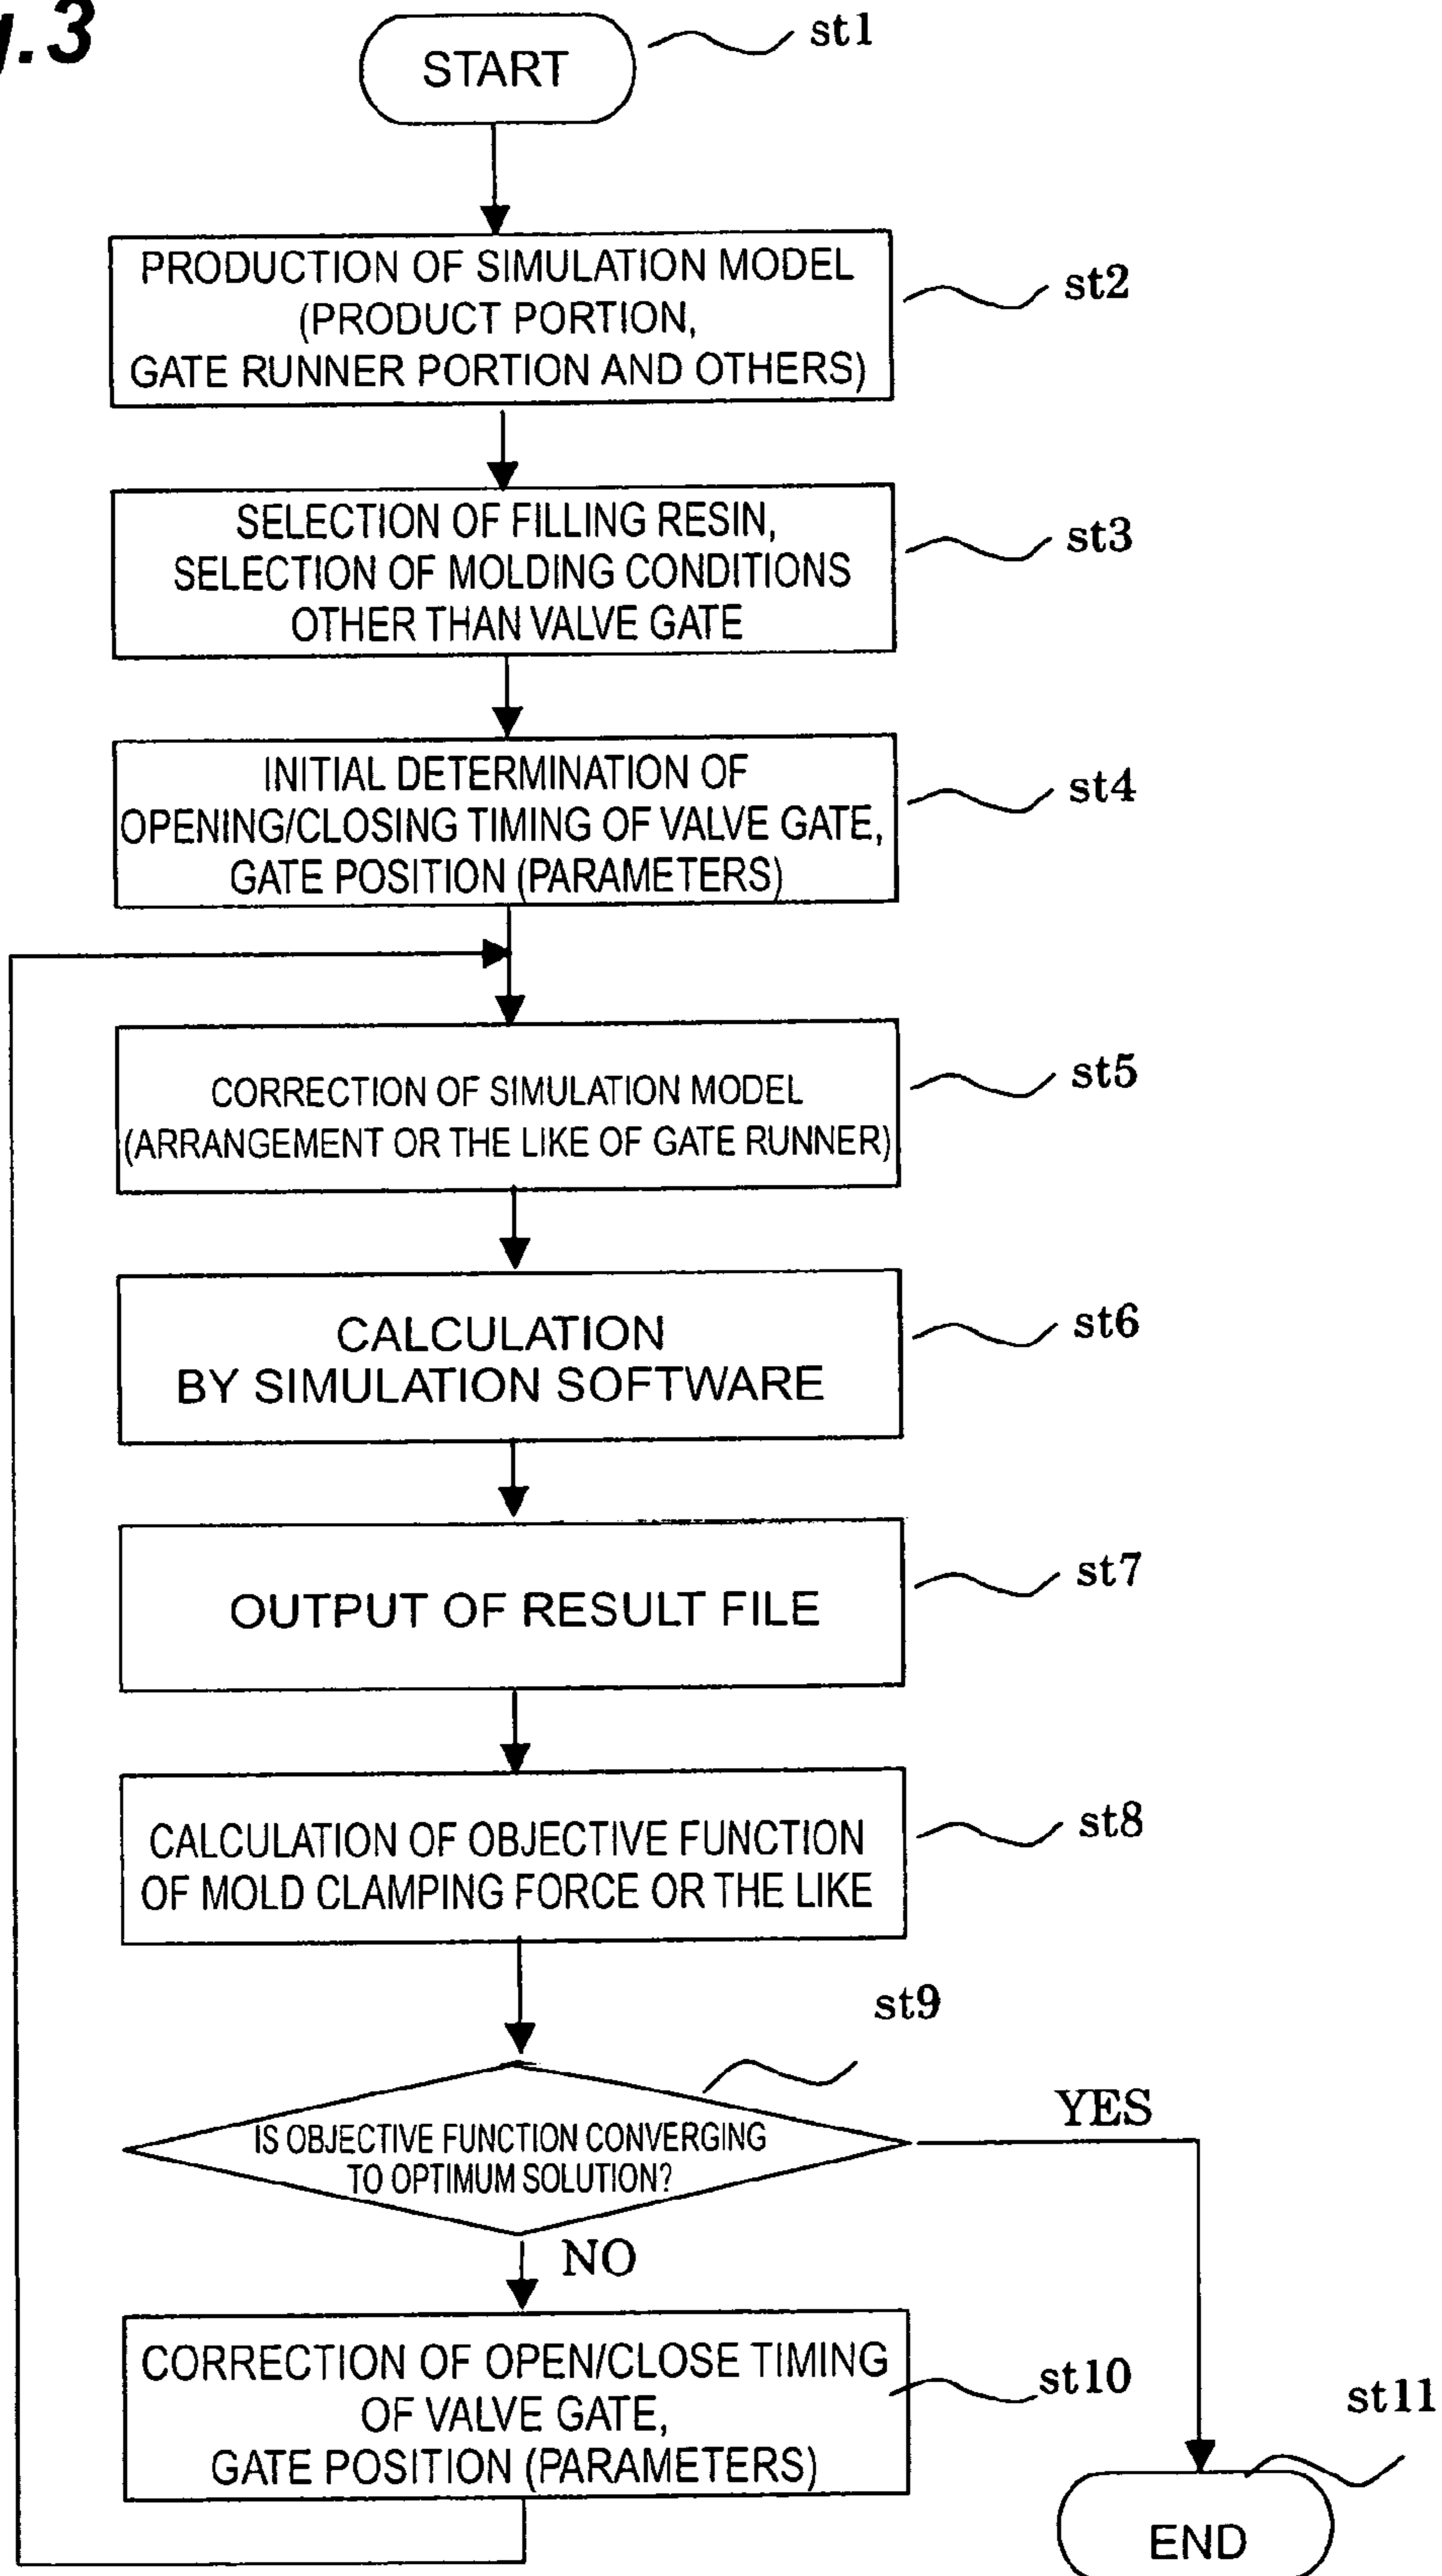 g.3
st1
START
PRODUCTION OF SIMULATION MODEL
(PRODUCT PORTION,
GATE RUNNER PORTION AND OTHERS)
st2
SELECTION OF FILLING RESIN,
SELECTION OF MOLDING CONDITIONS
OTHER THAN VALVE GATE
st3
INITIAL DETERMINATION OF
OPENING/CLOSING TIMING OF VALVE GATE,
GATE POSITION (PARAMETERS)
st4
CORRECTION OF SIMULATION MODEL
(ARRANGEMENT OR THE LIKE OF GATE RUNNER)
st5
CALCULATION
BY SIMULATION SOFTWARE
st6
OUTPUT OF RESULT FILE
st7
CALCULATION OF OBJECTIVE FUNCTION
OF MOLD CLAMPING FORCE OR THE LIKE
st8
st9
IS OBJECTIVE FUNCTION CONVERGING
TO OPTIMUM SOLUTION?
YES
NO
CORRECTION OF OPEN/CLOSE TIMING
OF VALVE GATE,
GATE POSITION (PARAMETERS)
st10
st11
END